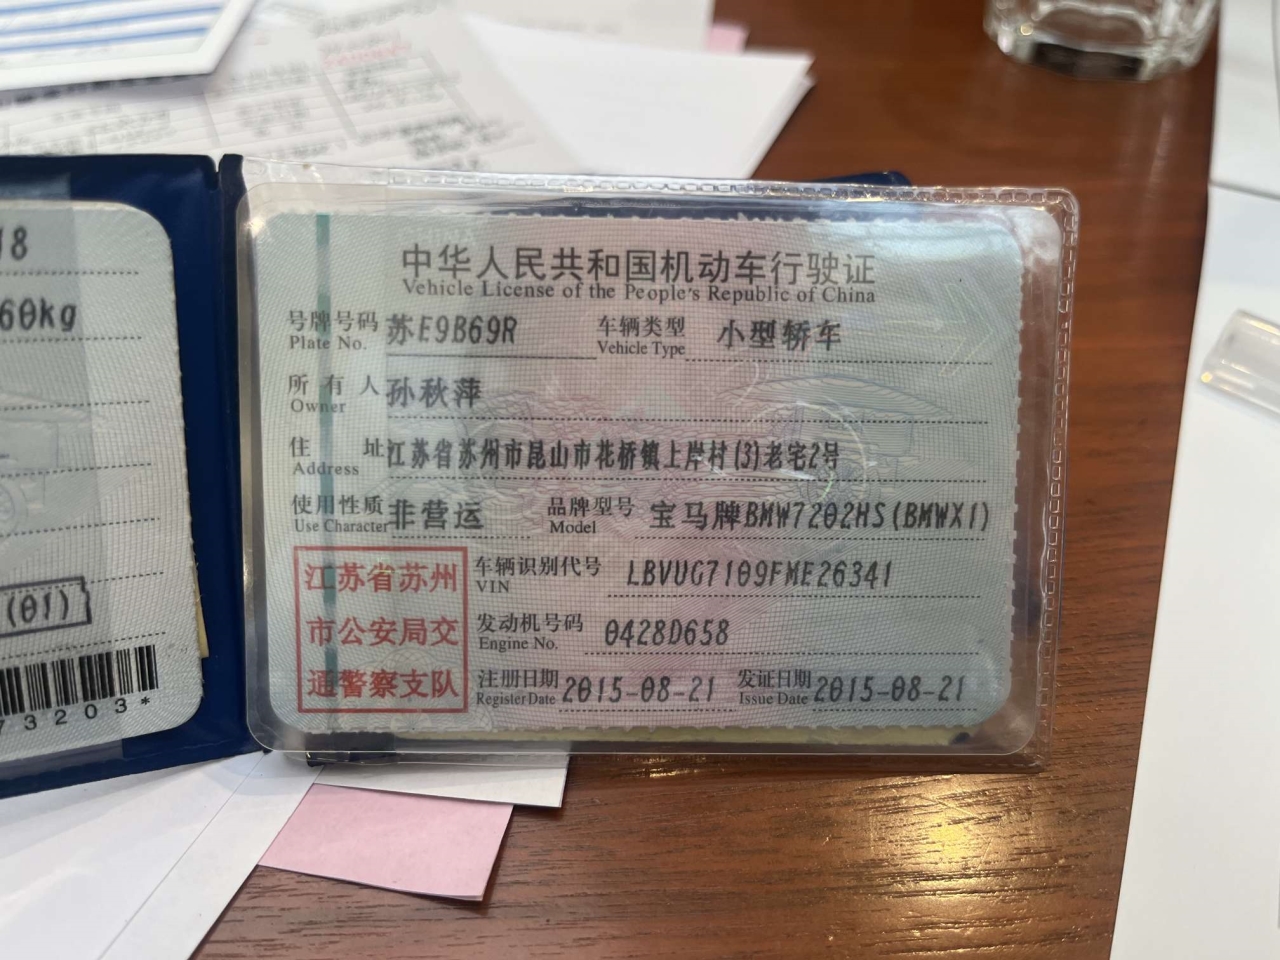 18
60kg
(01)
73203*
中华人民共和国机动车行驶证
Vehicle License of the People's Republic of China
号牌号码 苏E9B69R 车辆类型 小型轿车
Plate No. Vehicle Type
所有人 孙秋萍
Owner
住址 江苏省苏州市昆山市花桥镇上岸村(3)老宅2号
Address
使用性质 非营运 品牌型号 宝马牌BMW7202HS(BMWX1)
Use Character Model
江苏省苏州
市公安局交
通警察支队
车辆识别代号 LBVUG7109FME26341
VIN
发动机号码 0428D658
Engine No.
注册日期 2015-08-21 发证日期 2015-08-21
Register Date Issue Date